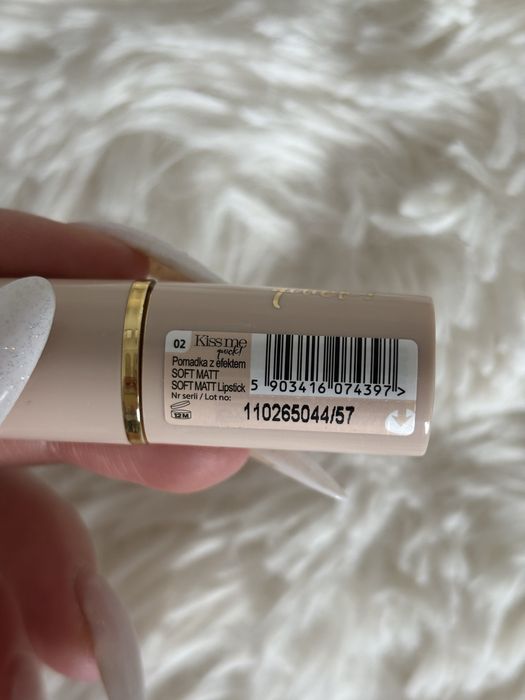 02 Kiss me
quick!
Pomadka z efektem
SOFT MATT
SOFT MATT Lipstick
Nr serii / Lot no:
5 903416 074397 >
110265044/57
12M